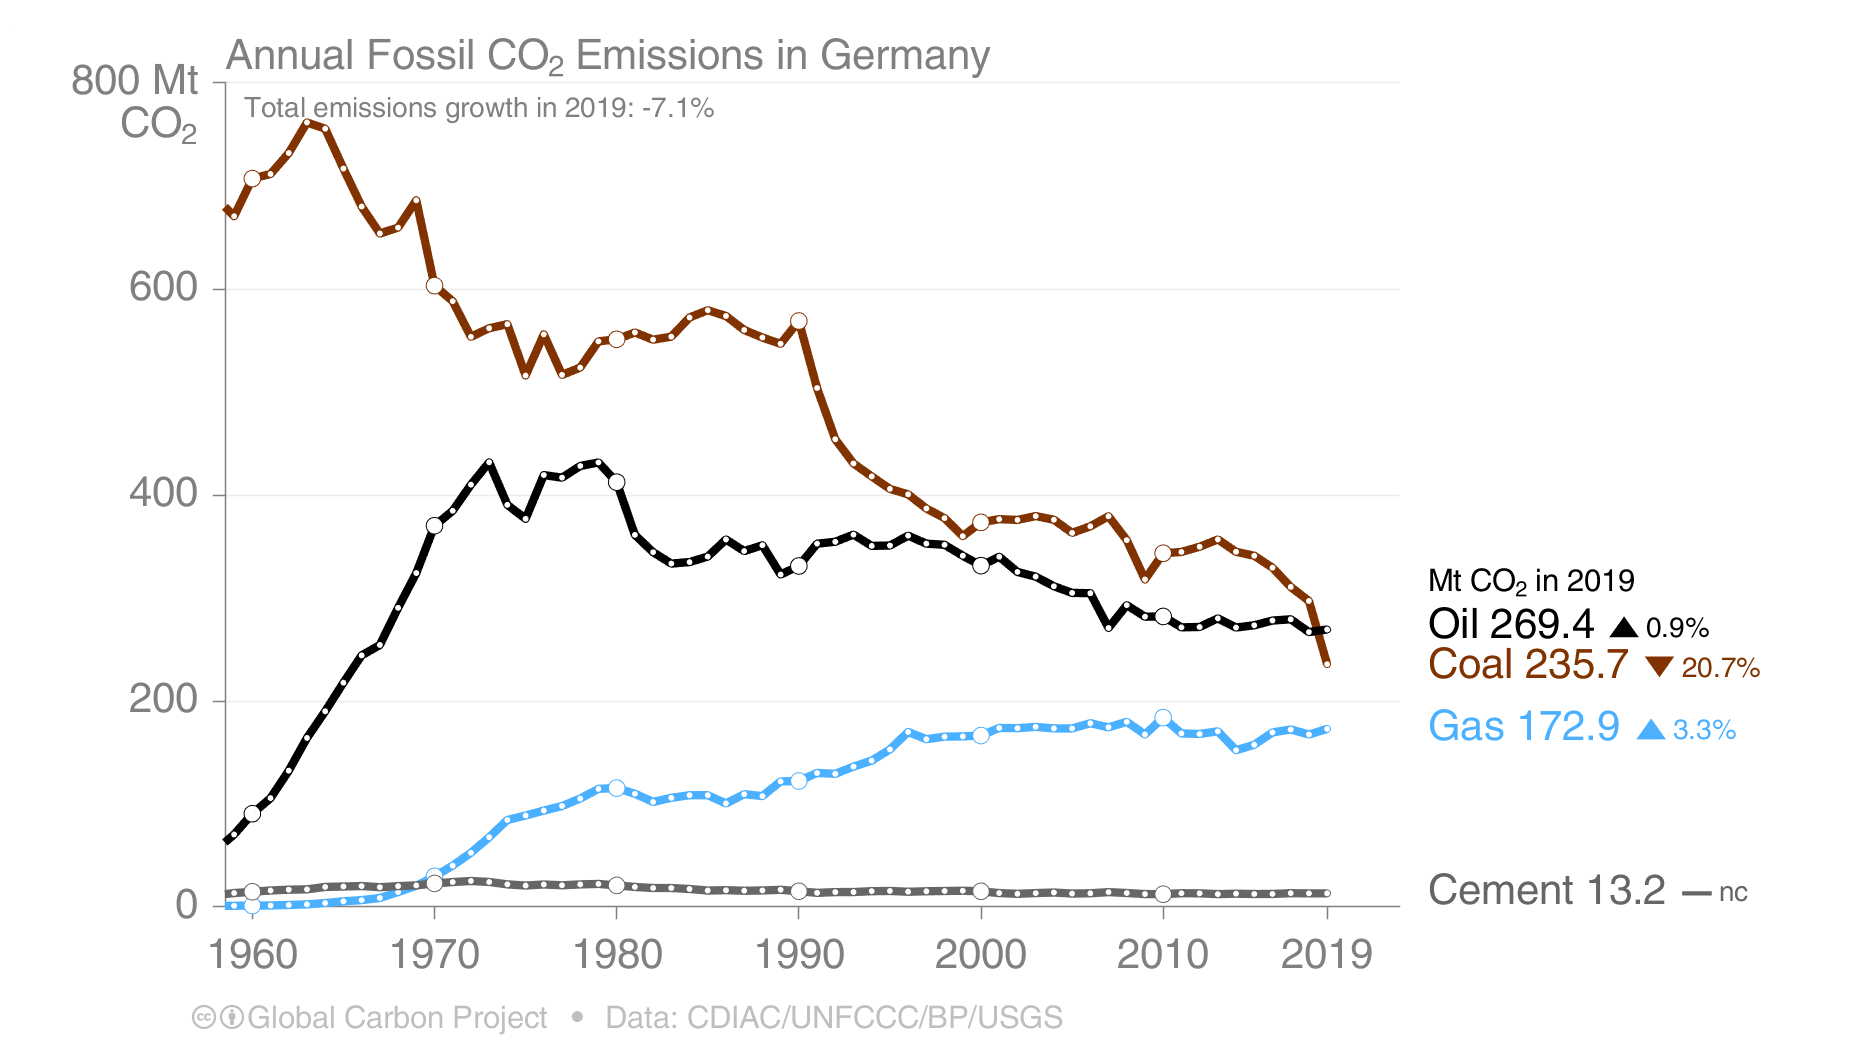 Annual Fossil CO₂ Emissions in Germany
800 Mt
CO₂
Total emissions growth in 2019: -7.1%
600
400
200
0
Mt CO₂ in 2019
Oil 269.4 ▲ 0.9%
Coal 235.7 ▼ 20.7%
Gas 172.9 ▲ 3.3%
Cement 13.2 — nc
1960 1970 1980 1990 2000 2010 2019
cc Global Carbon Project • Data: CDIAC/UNFCCC/BP/USGS